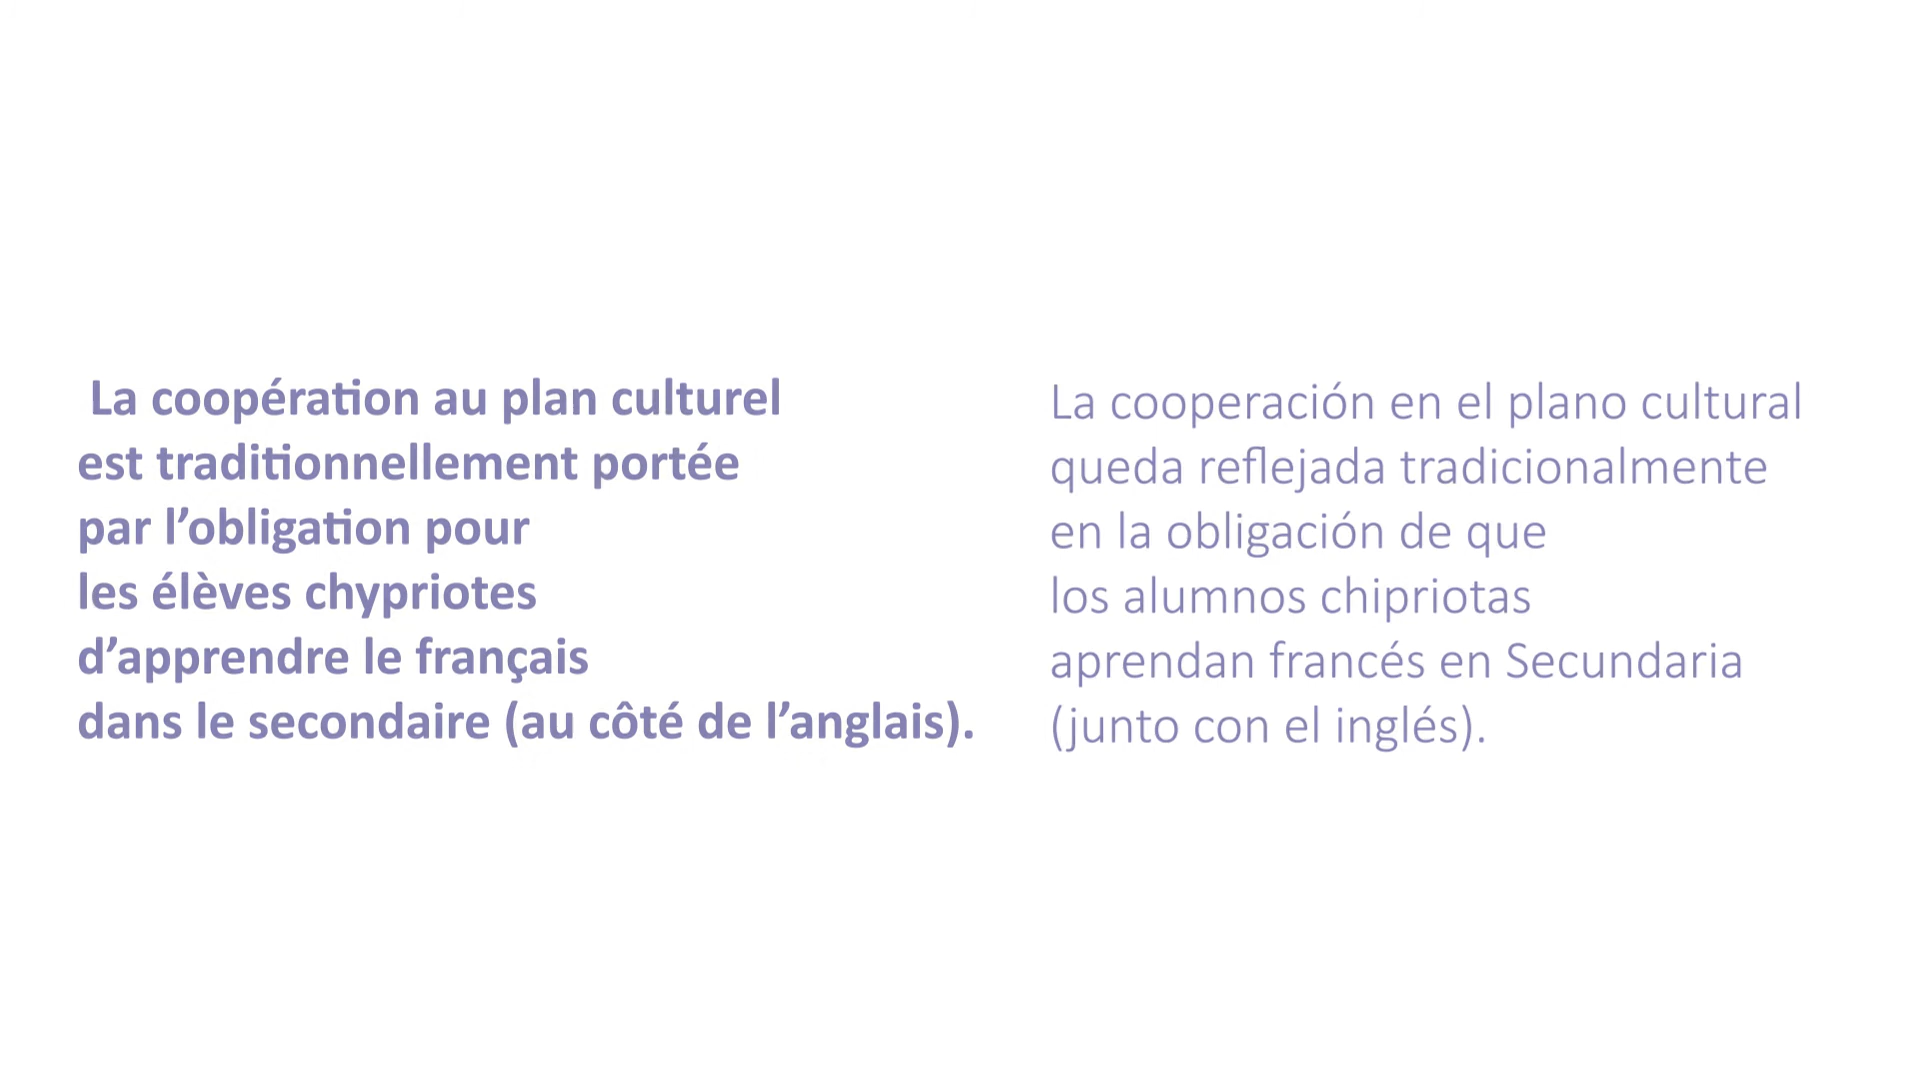 La coopération au plan culturel
est traditionnellement portée
par l’obligation pour
les élèves chypriotes
d’apprendre le français
dans le secondaire (au côté de l’anglais).
La cooperación en el plano cultural
queda reflejada tradicionalmente
en la obligación de que
los alumnos chipriotas
aprendan francés en Secundaria
(junto con el inglés).